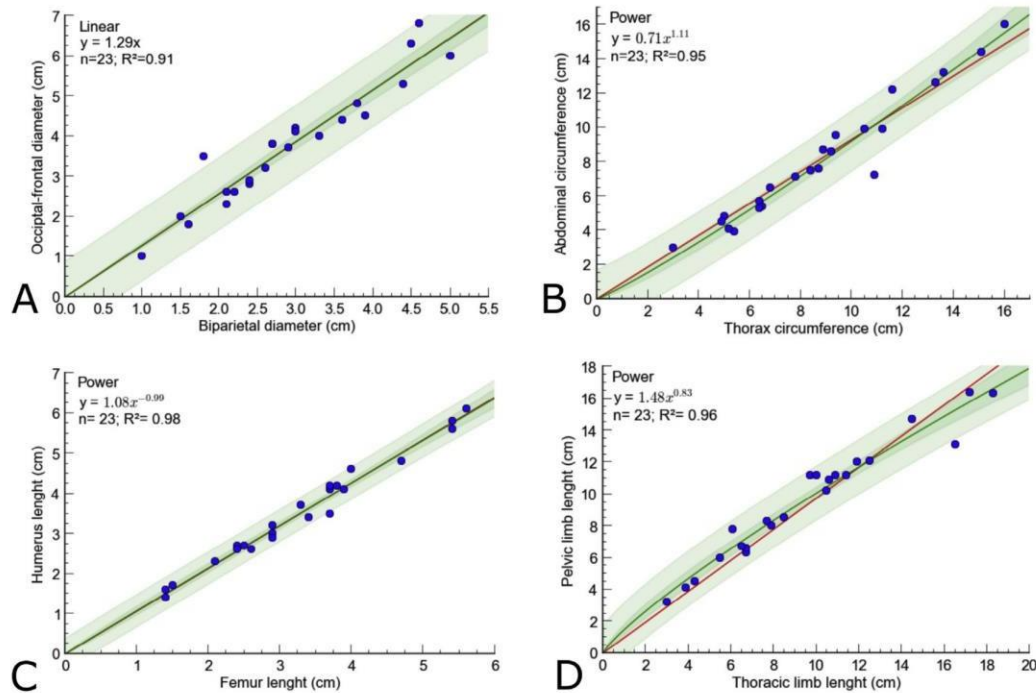 Linear
y = 1.29x
n=23; R²=0.91
Occiptal-frontal diameter (cm)
7
6
5
4
3
2
1
0
0.0 0.5 1.0 1.5 2.0 2.5 3.0 3.5 4.0 4.5 5.0 5.5
Biparietal diameter (cm)
A
Power
y = 0.71x^1.11
n=23; R²=0.95
Abdominal circumference (cm)
16
14
12
10
8
6
4
2
0
0 2 4 6 8 10 12 14 16
Thorax circumference (cm)
B
Power
y = 1.08x^−0.99
n= 23; R²= 0.98
Humerus lenght (cm)
7
6
5
4
3
2
1
0
0 1 2 3 4 5 6
Femur lenght (cm)
C
Power
y = 1.48x^0.83
n= 23; R²= 0.96
Pelvic limb lenght (cm)
18
16
14
12
10
8
6
4
2
0
0 2 4 6 8 10 12 14 16 18 20
Thoracic limb lenght (cm)
D